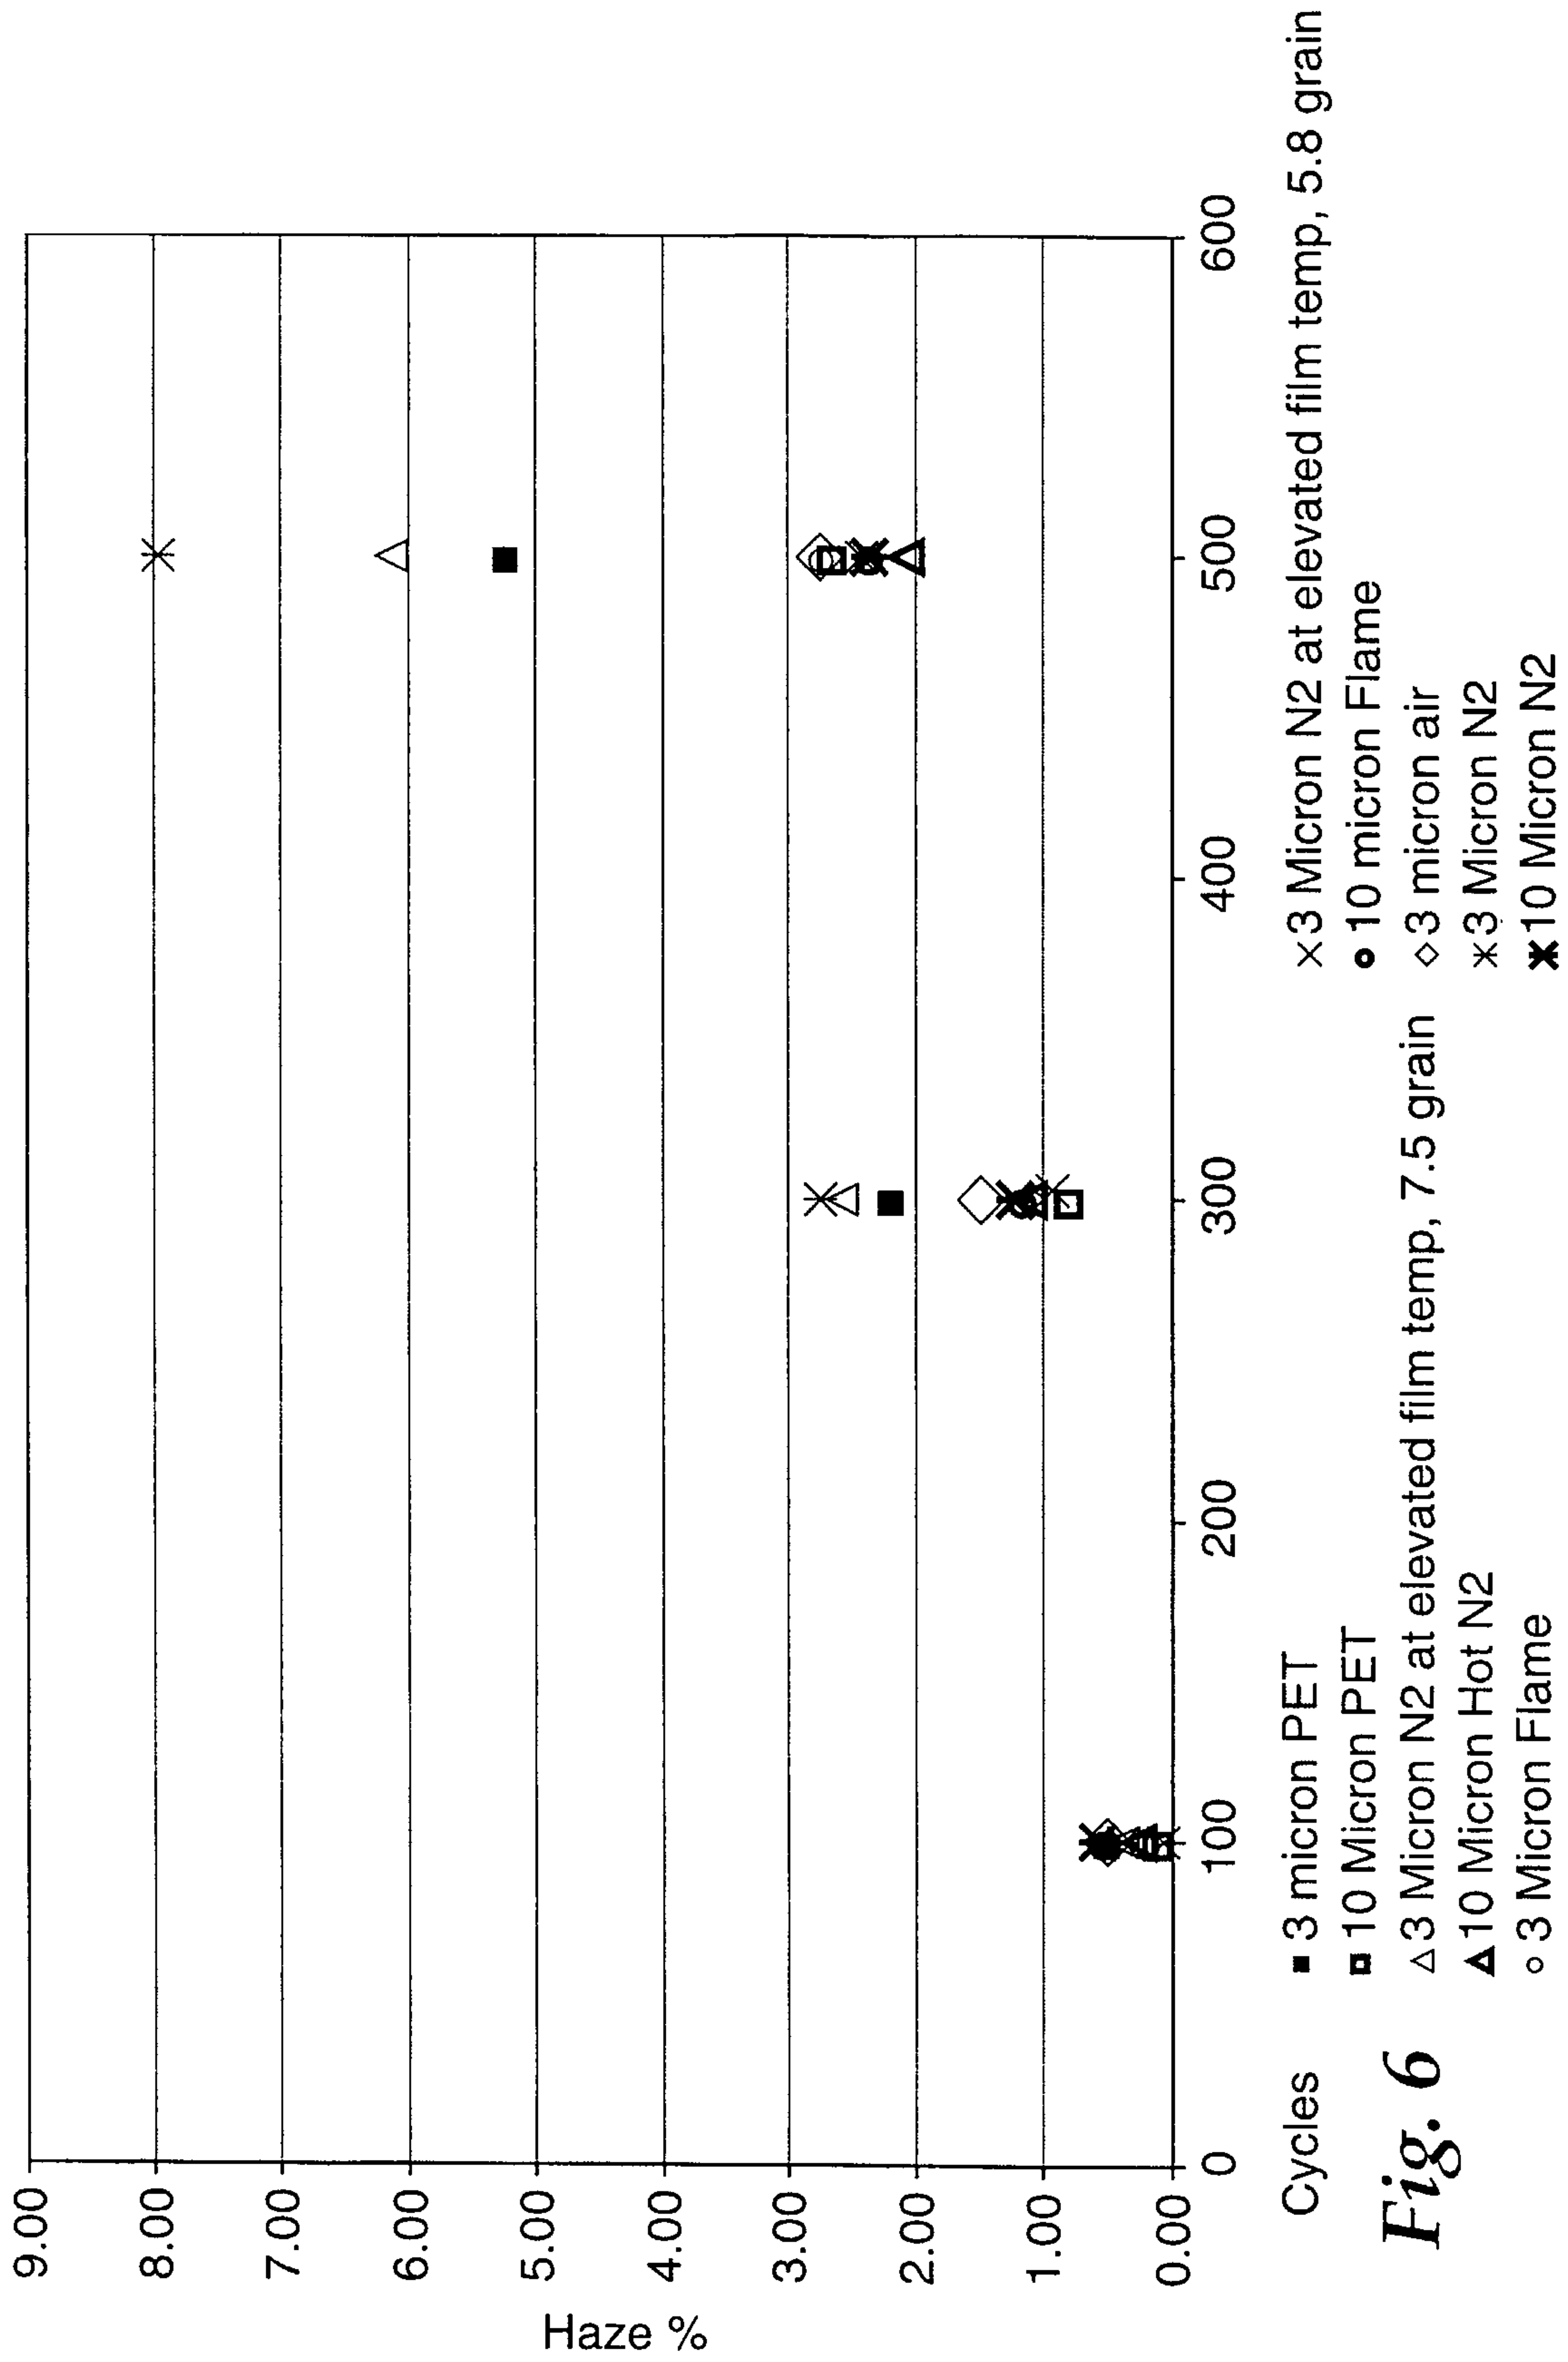 9.00
8.00
7.00
6.00
5.00
4.00
3.00
2.00
1.00
0.00
Haze %
0
100
200
300
400
500
600
Cycles
3 micron PET
10 Micron PET
3 Micron N2 at elevated film temp, 7.5 grain
10 Micron Hot N2
3 Micron Flame
3 Micron N2 at elevated film temp, 5.8 grain
10 micron Flame
3 micron air
3 Micron N2
10 Micron N2
Fig. 6